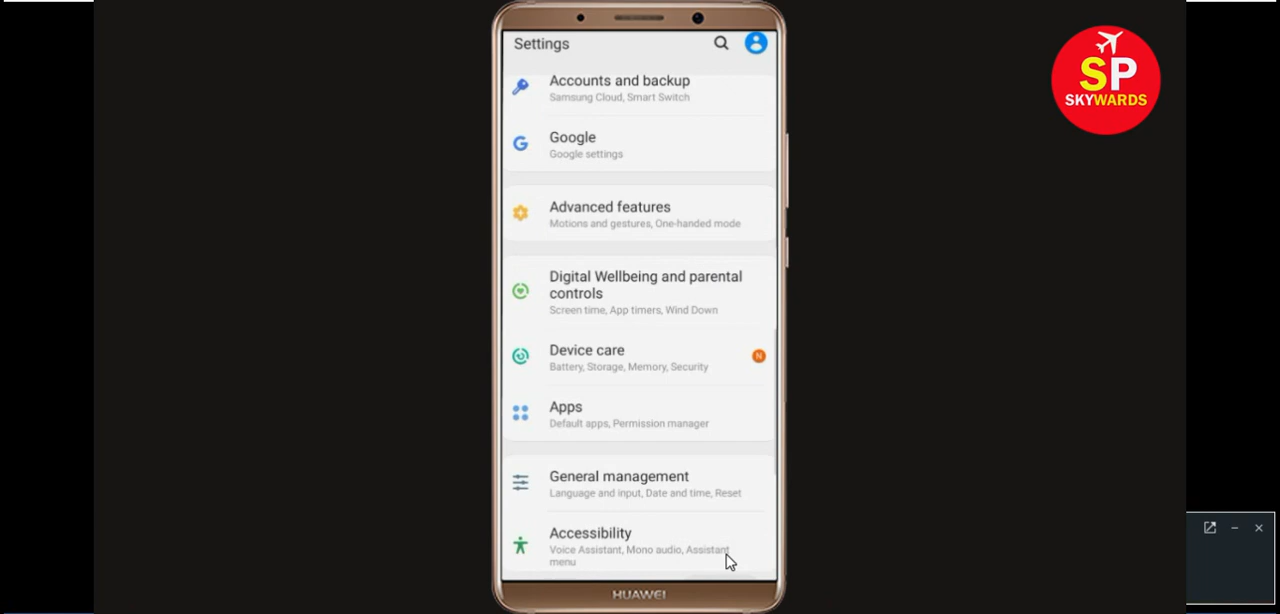 Settings
SP
SKYWARDS
Accounts and backup
Samsung Cloud, Smart Switch
G Google
Google settings
Advanced features
Motions and gestures, One-handed mode
Digital Wellbeing and parental
controls
Screen time, App timers, Wind Down
Device care
N
Battery, Storage, Memory, Security
Apps
Default apps, Permission manager
General management
Language and input, Date and time, Reset
Accessibility
Voice Assistant, Mono audio, Assistant
menu
HUAWEI